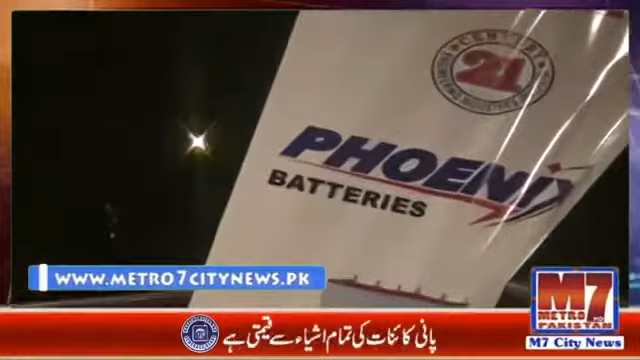 CENTURY
21
PHOENIX
BATTERIES
WWW.METRO7CITYNEWS.PK
M7
METRO
PAKISTAN
M7 City News
پانی کائنات کی تمام اشیاء سے قیمتی ہے